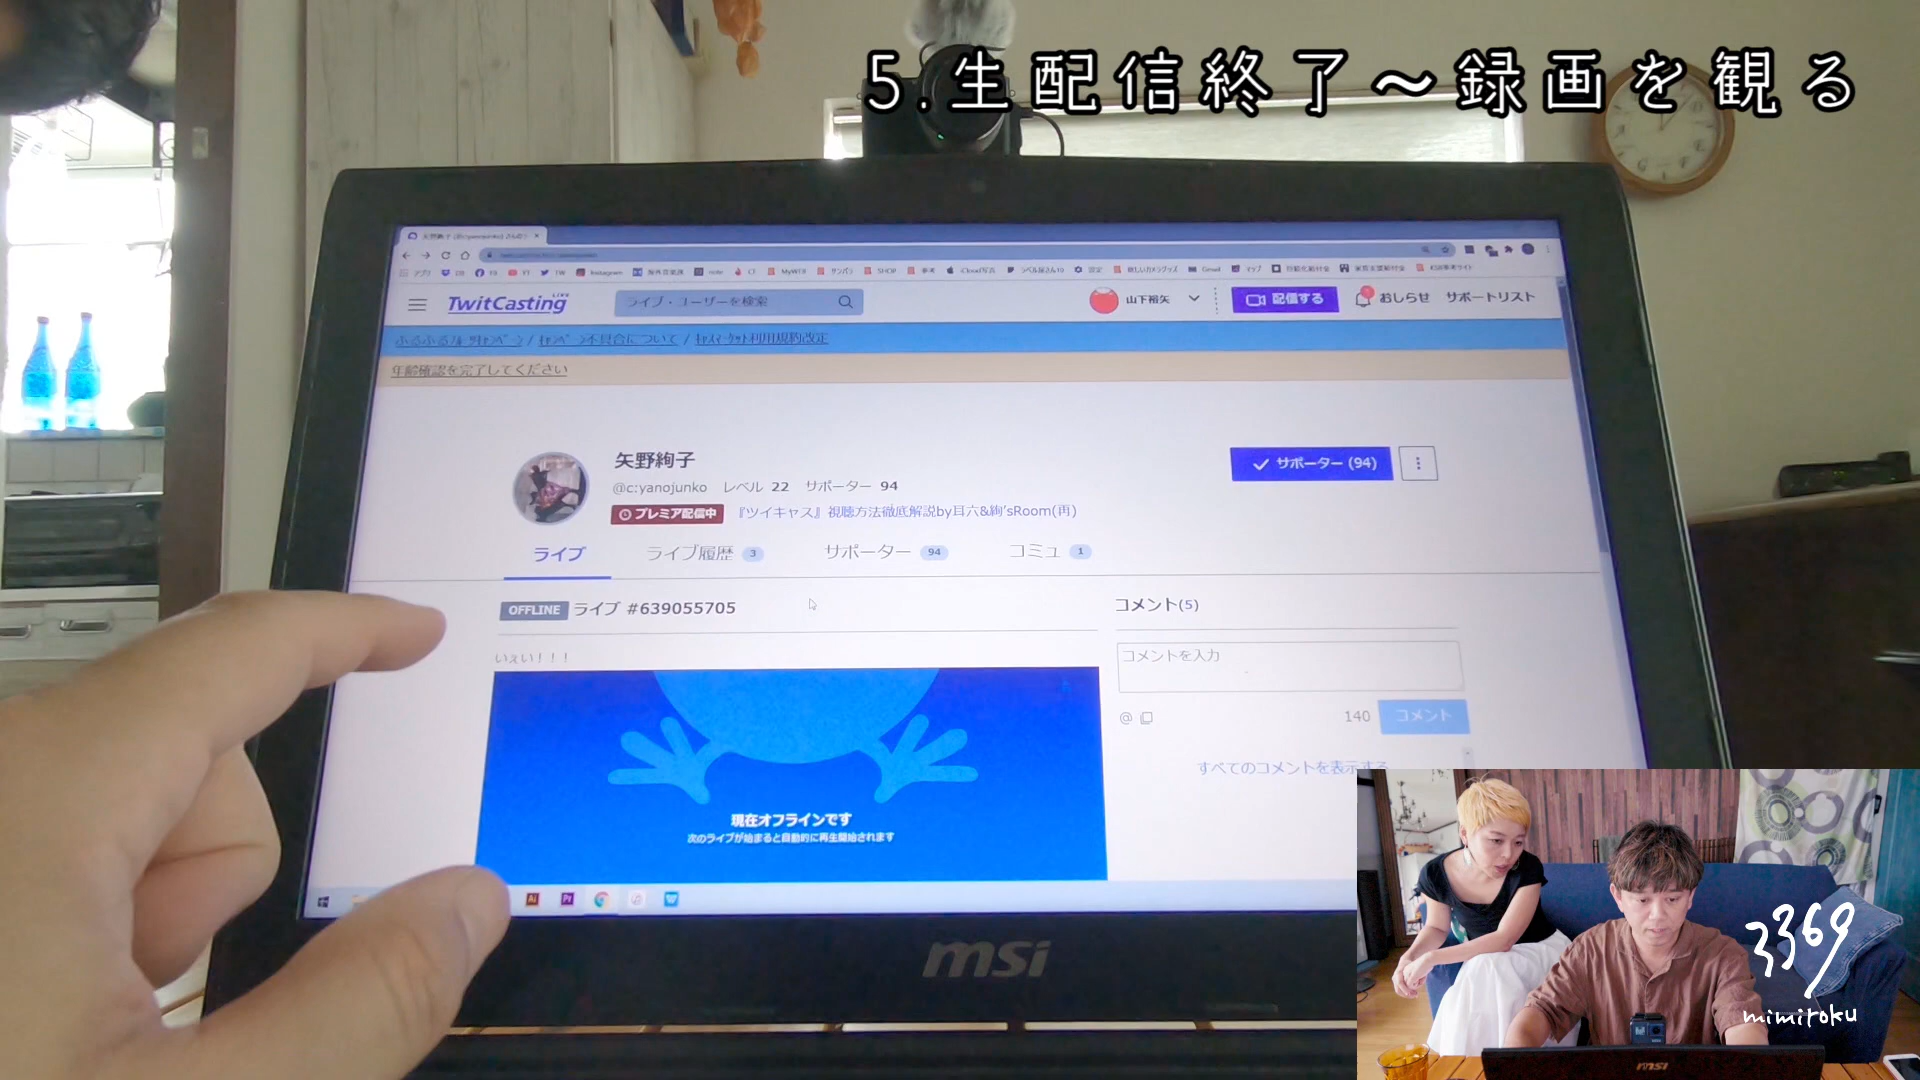 5.生配信終了～録画を観る
TwitCasting LIVE
ライブ・ユーザーを検索
山下裕矢
配信する
おしらせ
サポートリスト
年齢確認を完了してください
矢野絢子
@c:yanojunko レベル 22 サポーター 94
サポーター (94)
プレミア配信中 『ツイキャス』視聴方法徹底解説by耳六&絢'sRoom(再)
ライブ ライブ履歴 3 サポーター 94 コミュ 1
OFFLINE ライブ #639055705
コメント(5)
いえい！！！
コメントを入力
140 コメント
すべてのコメントを表示する
現在オフラインです
次のライブが始まると自動的に再生開始されます
msi
3369
mimiroku
msi